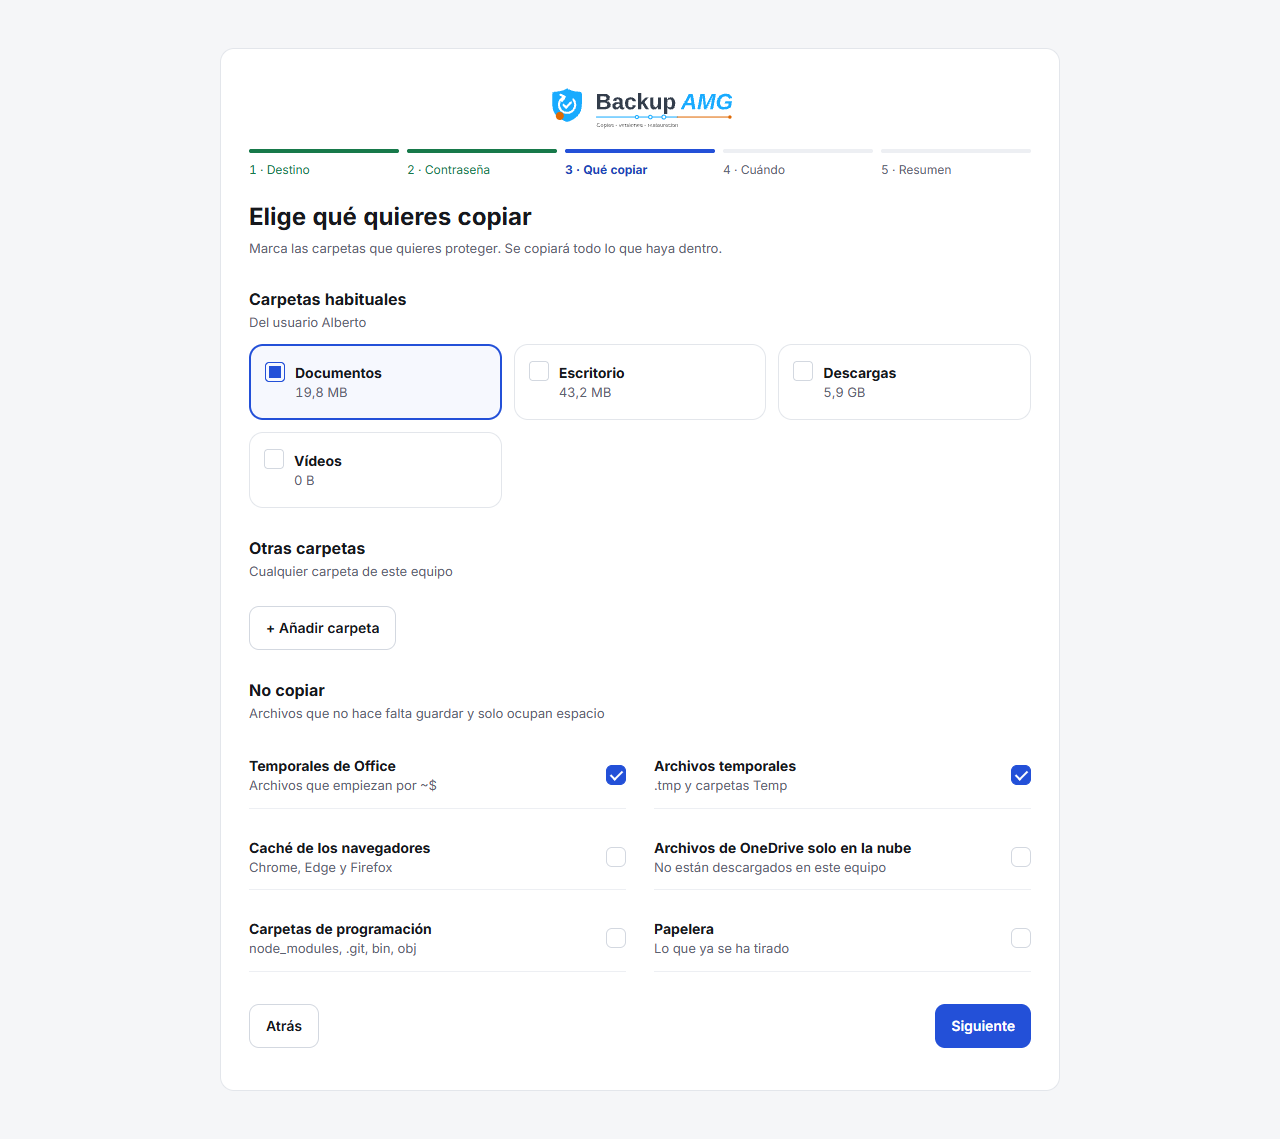 Backup AMG
Copias · versiones · restauración
1 · Destino
2 · Contraseña
3 · Qué copiar
4 · Cuándo
5 · Resumen
Elige qué quieres copiar
Marca las carpetas que quieres proteger. Se copiará todo lo que haya dentro.
Carpetas habituales
Del usuario Alberto
Documentos
19,8 MB
Escritorio
43,2 MB
Descargas
5,9 GB
Vídeos
0 B
Otras carpetas
Cualquier carpeta de este equipo
+ Añadir carpeta
No copiar
Archivos que no hace falta guardar y solo ocupan espacio
Temporales de Office
Archivos que empiezan por ~$
Archivos temporales
.tmp y carpetas Temp
Caché de los navegadores
Chrome, Edge y Firefox
Archivos de OneDrive solo en la nube
No están descargados en este equipo
Carpetas de programación
node_modules, .git, bin, obj
Papelera
Lo que ya se ha tirado
Atrás
Siguiente